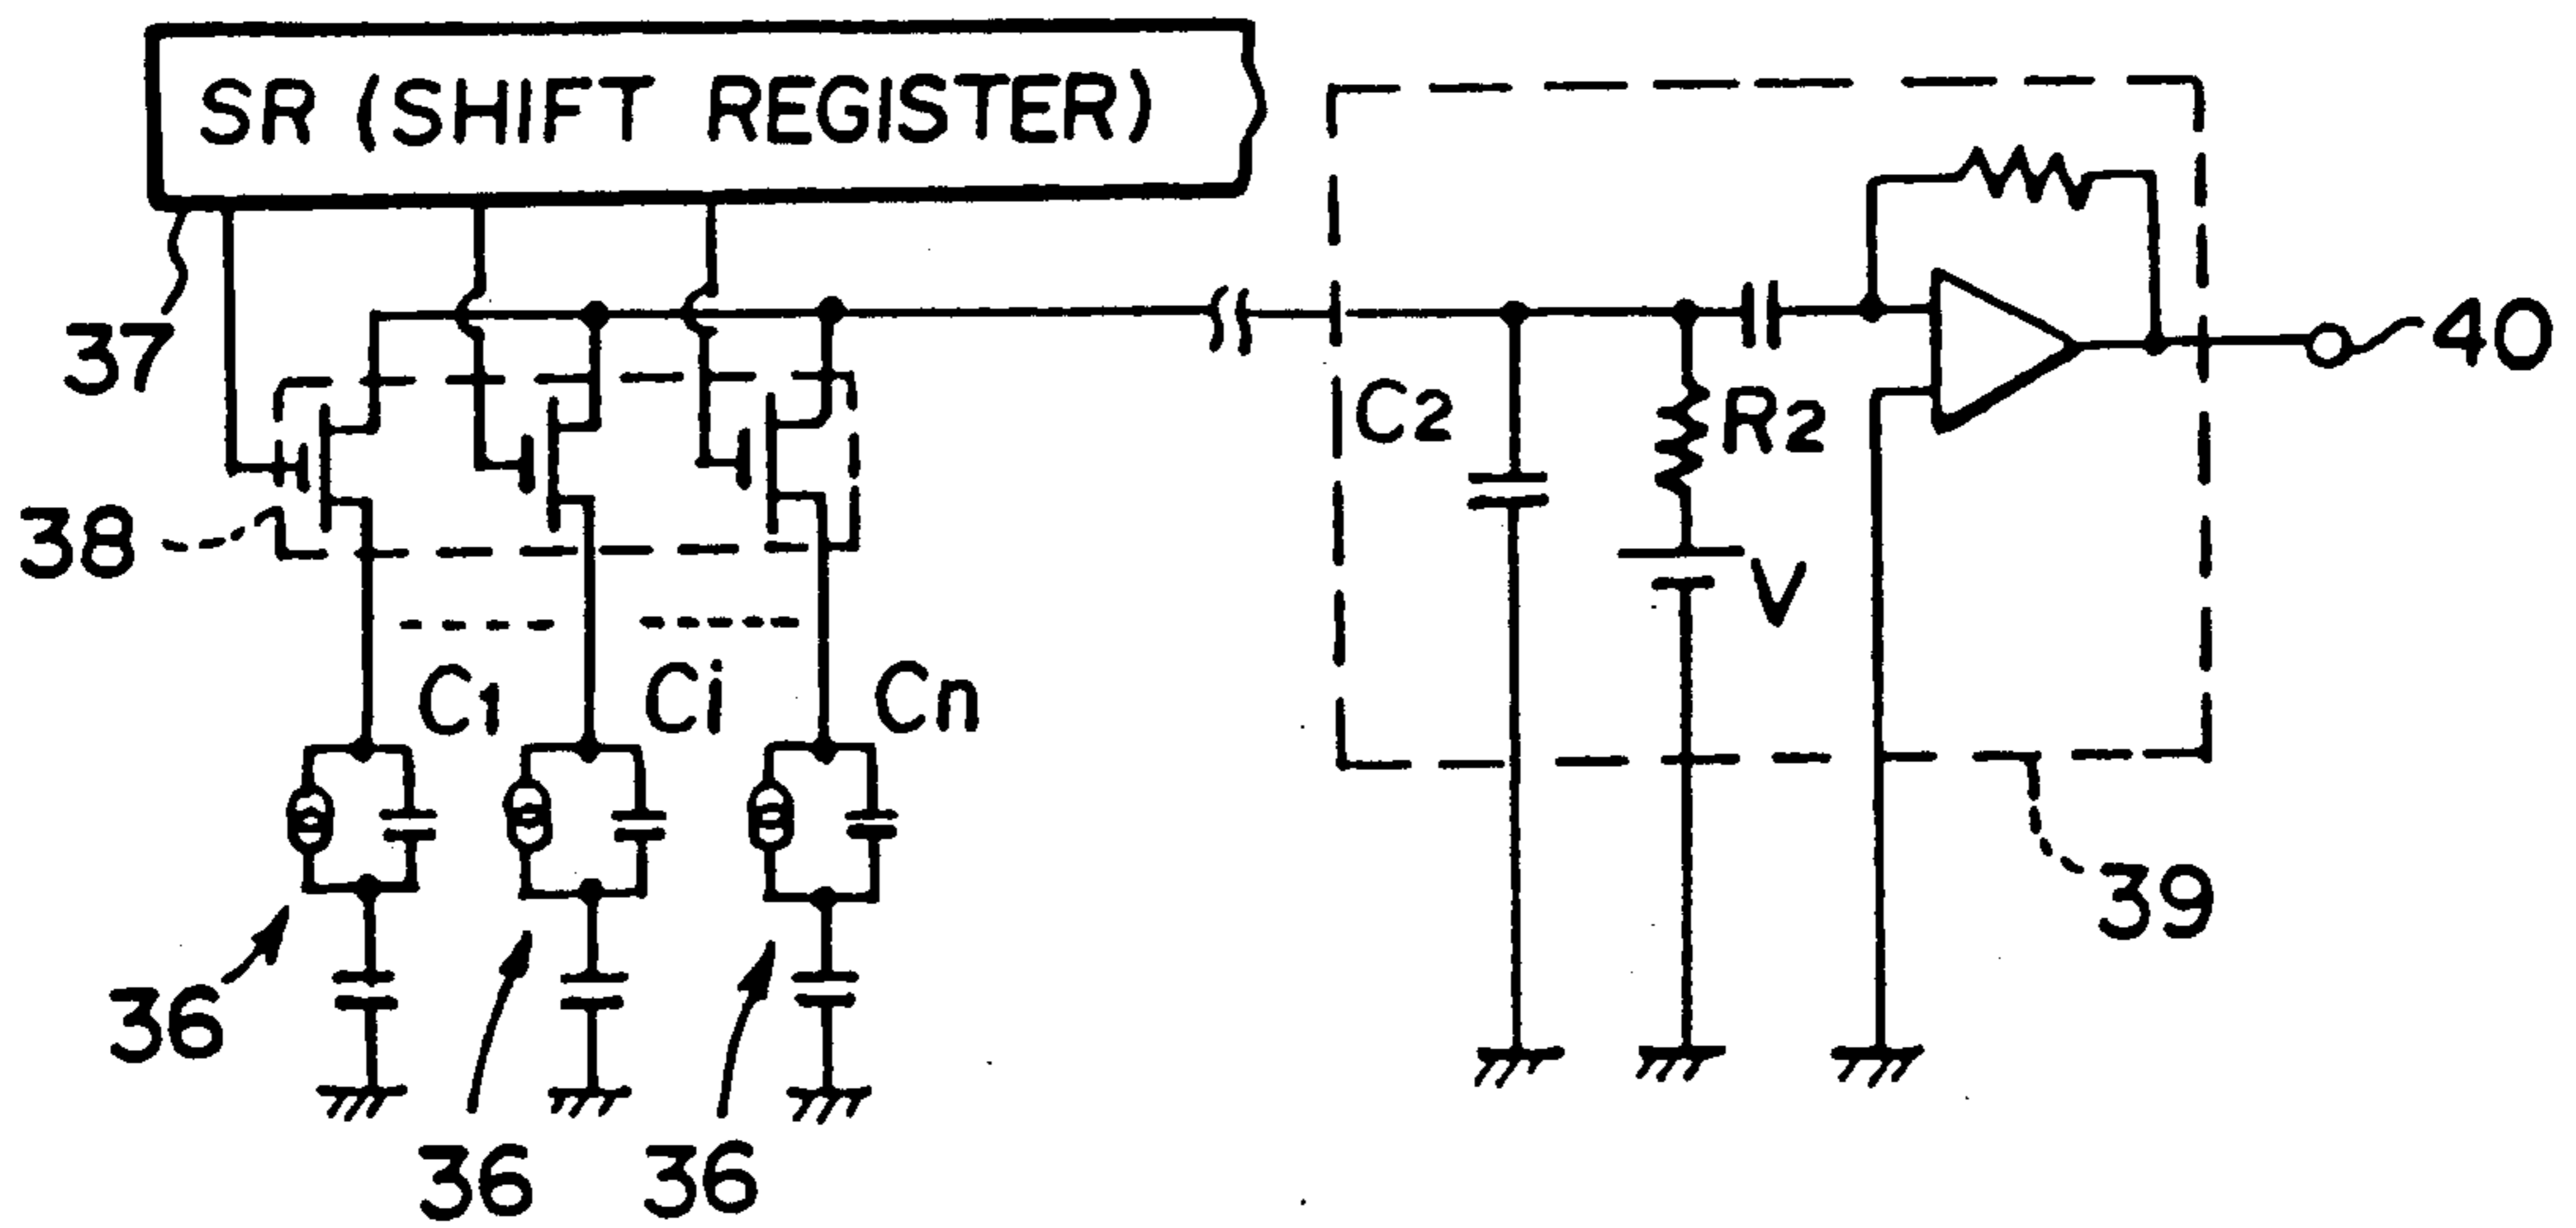 SR (SHIFT REGISTER)
37
40
C2
R2
38
V
C1
Ci
Cn
39
36
36
36